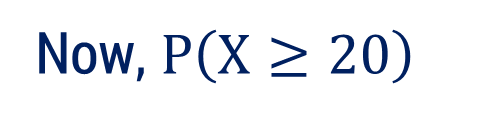 Now, P(X ≥ 20)